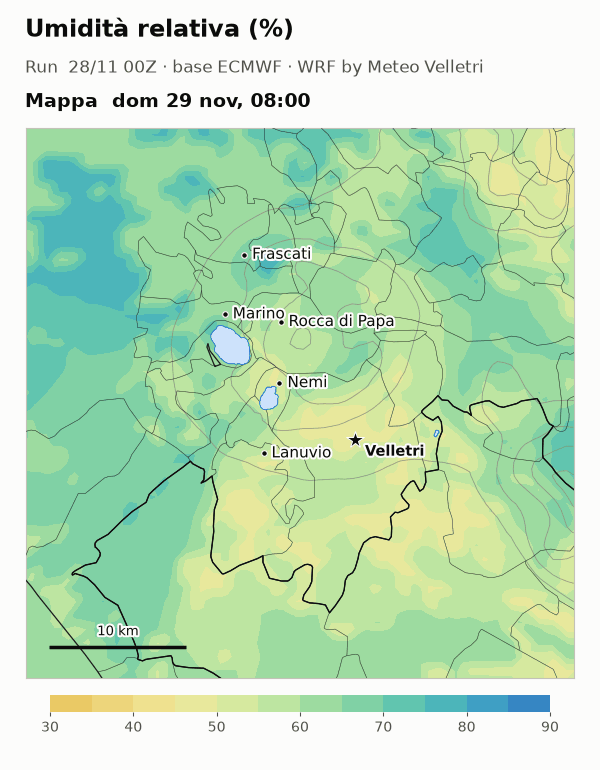 Umidità relativa (%)
Run  28/11 00Z · base ECMWF · WRF by Meteo Velletri
Mappa  dom 29 nov, 08:00
Frascati
Marino
Rocca di Papa
Nemi
Velletri
Lanuvio
10 km
30 40 50 60 70 80 90